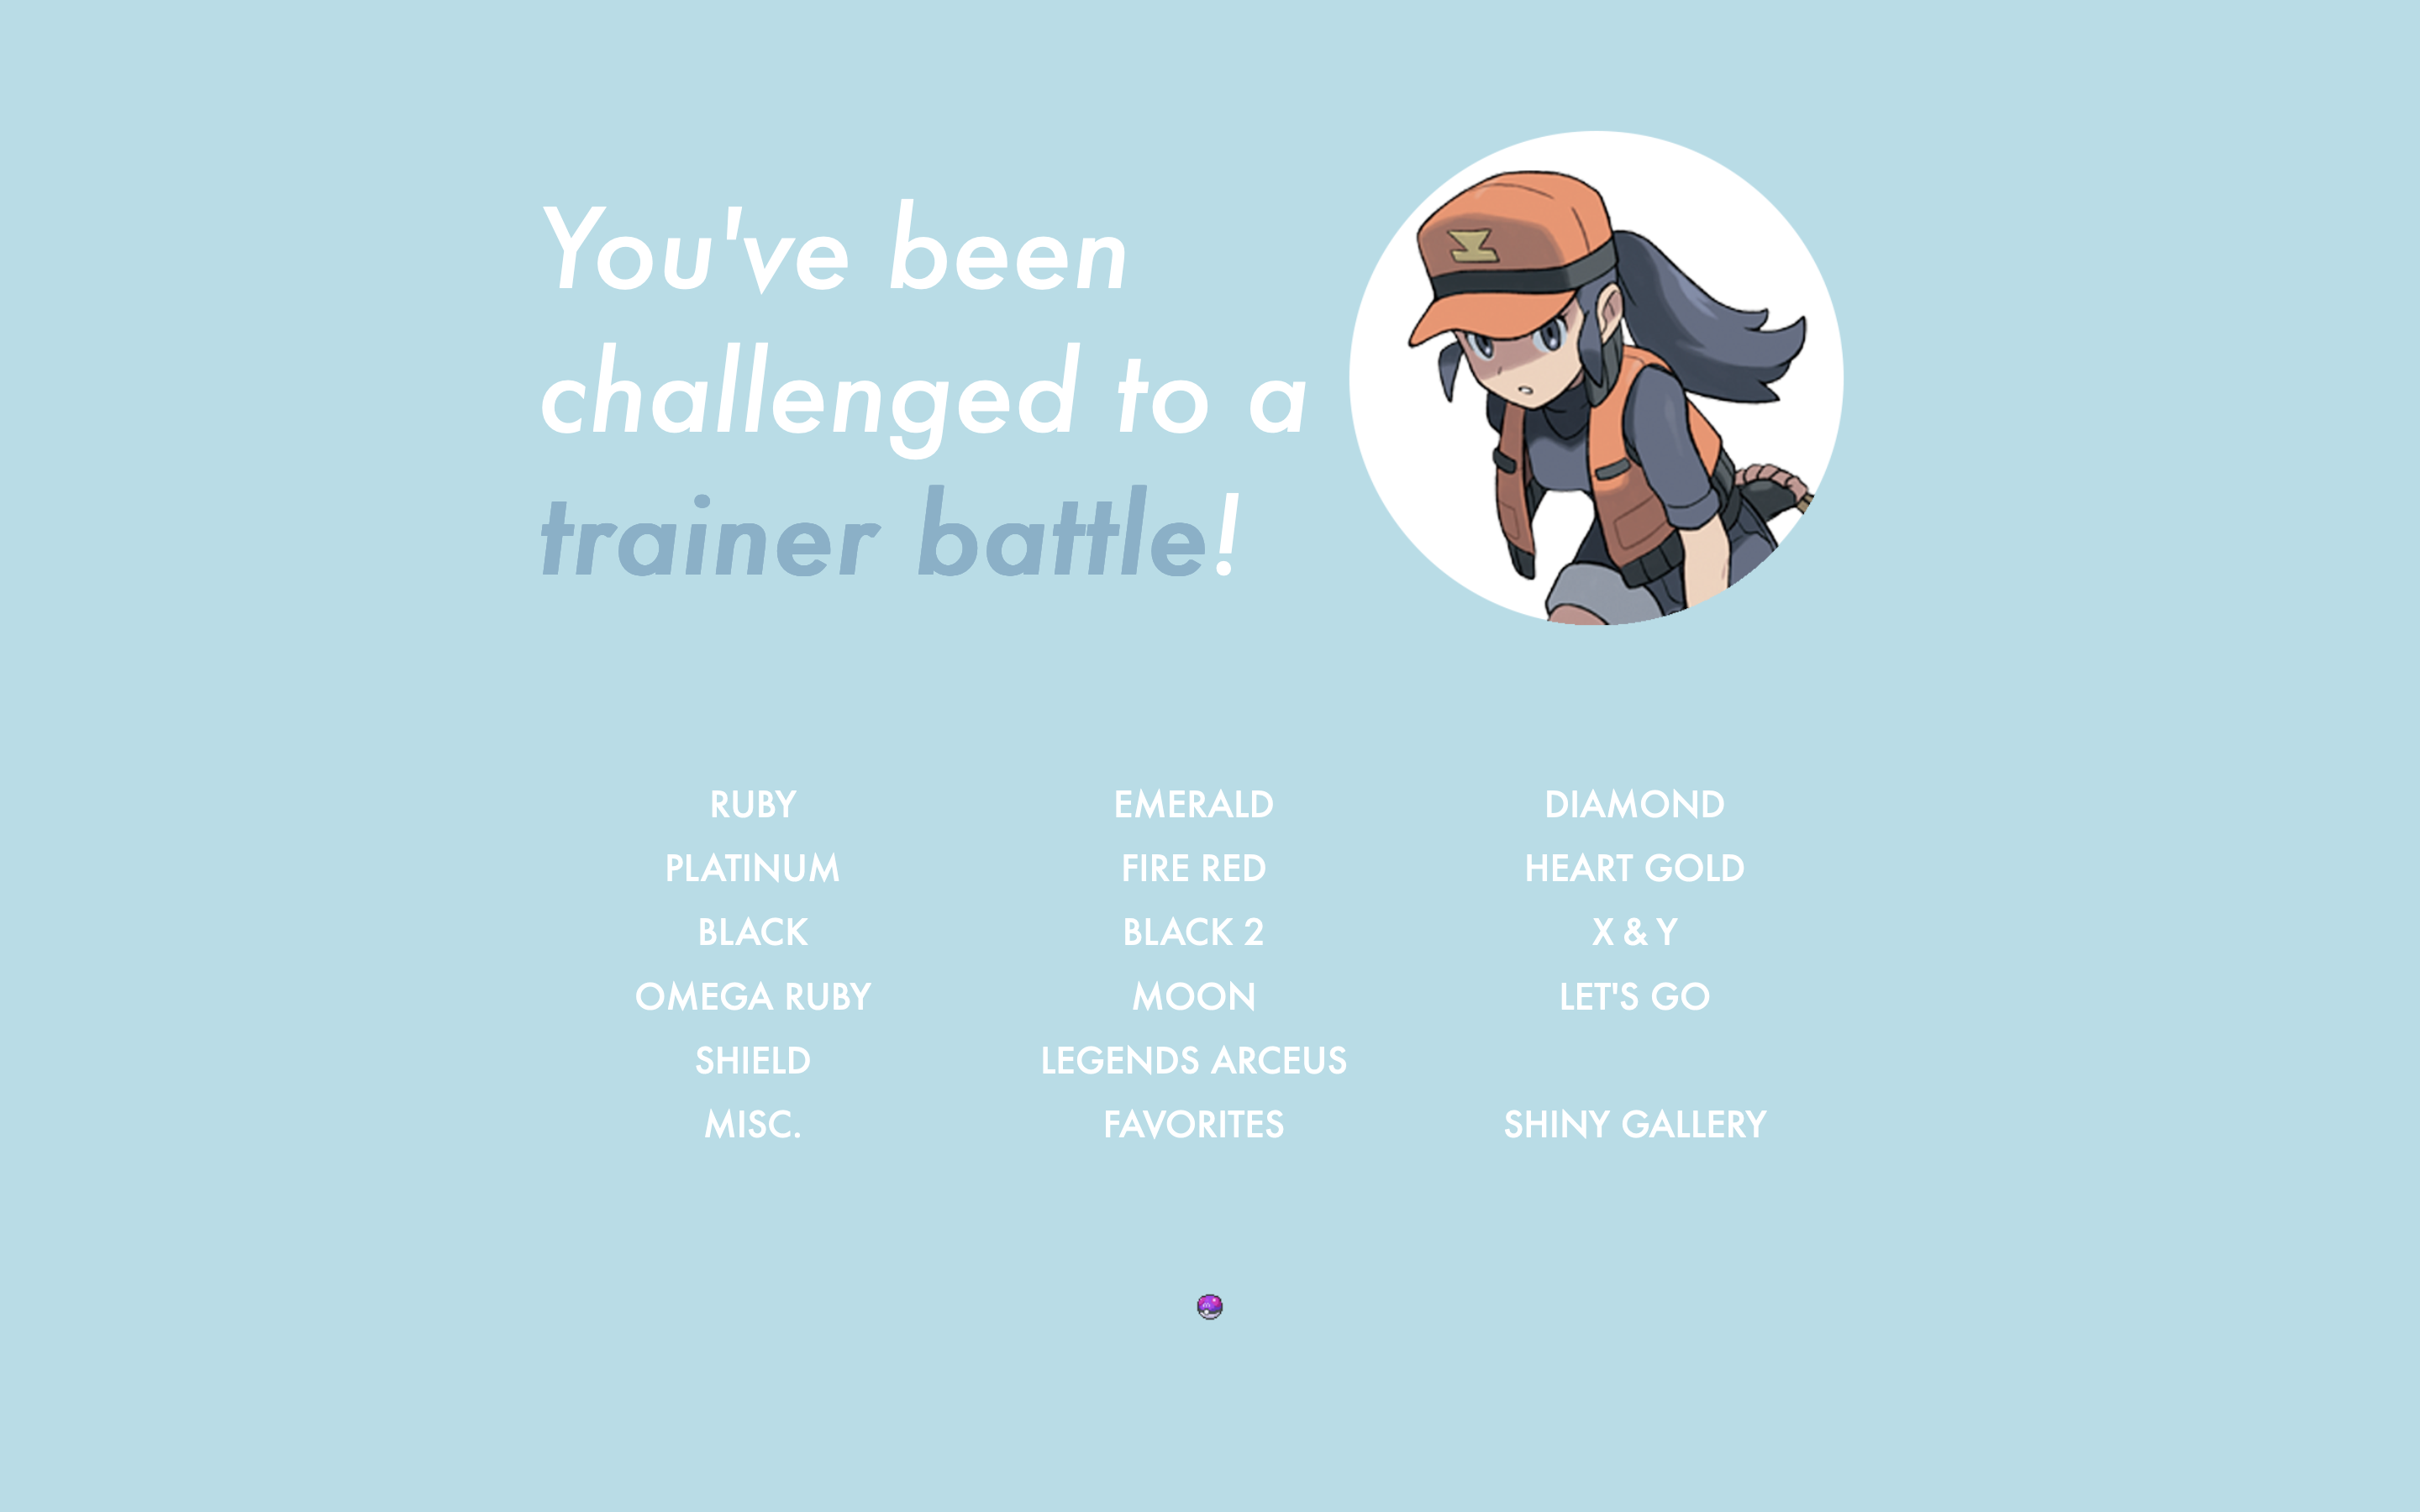 You've been
challenged to a
trainer battle!
RUBY
EMERALD
DIAMOND
PLATINUM
FIRE RED
HEART GOLD
BLACK
BLACK 2
X & Y
OMEGA RUBY
MOON
LET'S GO
SHIELD
LEGENDS ARCEUS
MISC.
FAVORITES
SHINY GALLERY